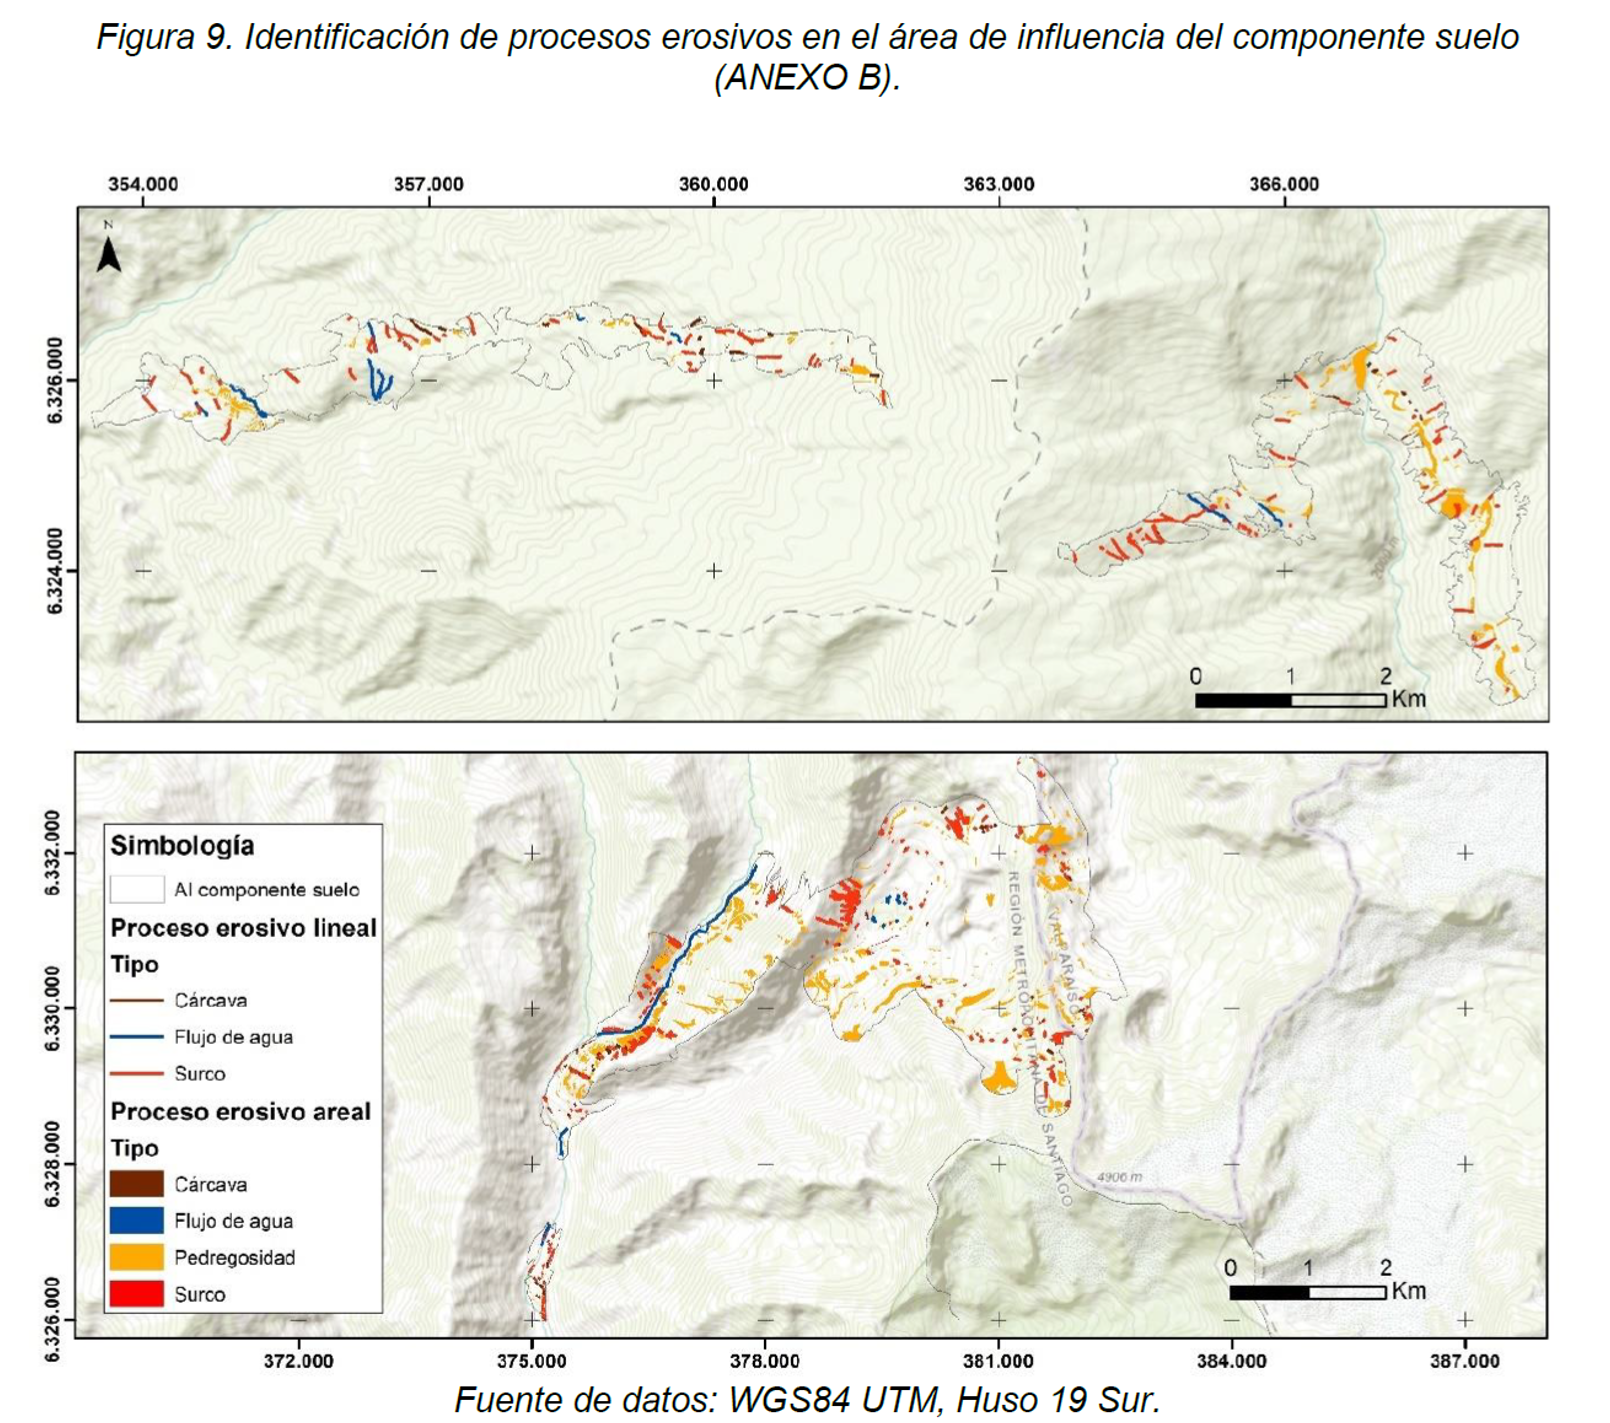 Figura 9. Identificación de procesos erosivos en el área de influencia del componente suelo
(ANEXO B).
354.000 357.000 360.000 363.000 366.000
N
6.326.000
6.324.000
0 1 2
Km
6.332.000
6.330.000
6.328.000
6.326.000
Simbología
AI componente suelo
Proceso erosivo lineal
Tipo
Cárcava
Flujo de agua
Surco
Proceso erosivo areal
Tipo
Cárcava
Flujo de agua
Pedregosidad
Surco
REGIÓN METROPOLITANA DE SANTIAGO
VALPARAÍSO
4906 m
0 1 2
Km
372.000 375.000 378.000 381.000 384.000 387.000
Fuente de datos: WGS84 UTM, Huso 19 Sur.